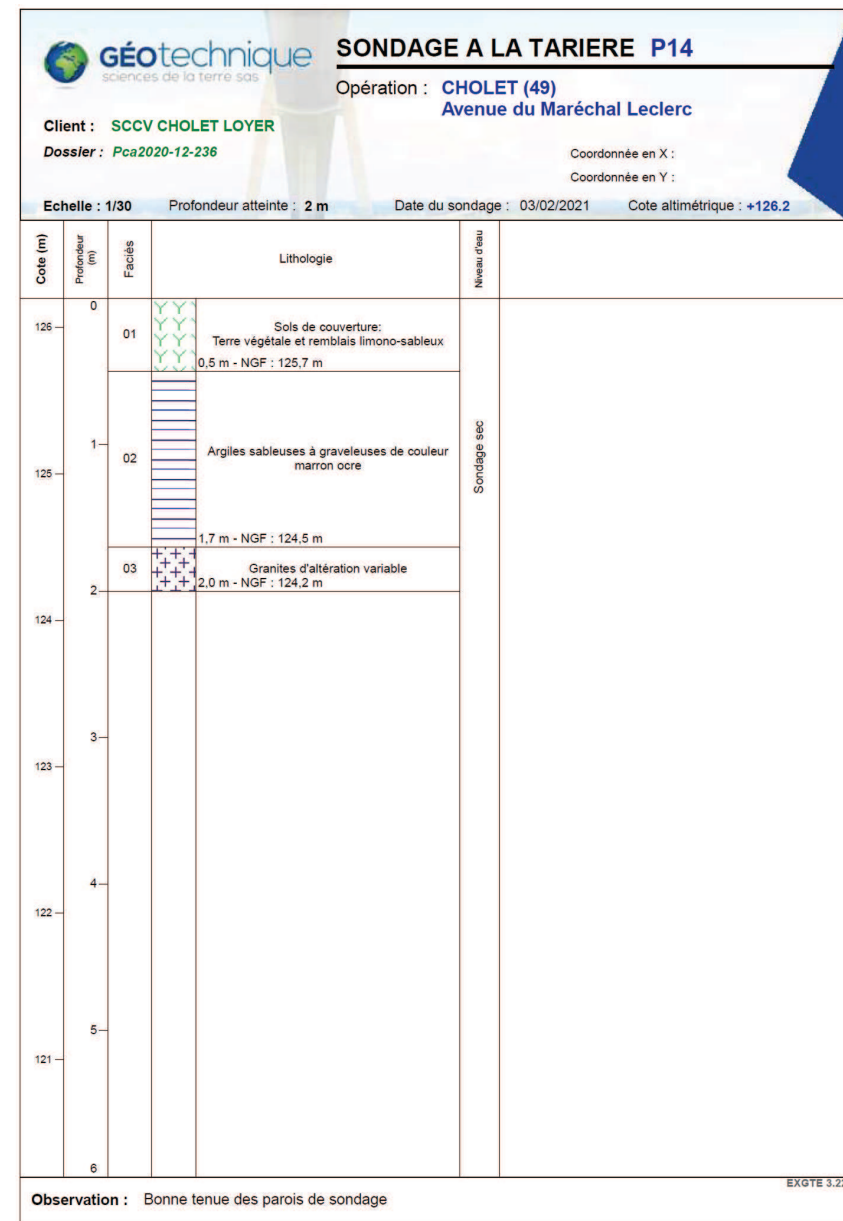 GÉOtechnique
sciences de la terre sas
SONDAGE A LA TARIERE P14
Opération : CHOLET (49)
Avenue du Maréchal Leclerc
Client : SCCV CHOLET LOYER
Dossier : Pca2020-12-236
Coordonnée en X :
Coordonnée en Y :
Echelle : 1/30 Profondeur atteinte : 2 m Date du sondage : 03/02/2021 Cote altimétrique : +126.2
Cote (m)
Profondeur
(m)
Faciès
Lithologie
Niveau d'eau
0
126
01
Sols de couverture:
Terre végétale et remblais limono-sableux
0,5 m - NGF : 125,7 m
1
02
Argiles sableuses à graveleuses de couleur
marron ocre
125
Sondage sec
1,7 m - NGF : 124,5 m
03
Granites d'altération variable
2,0 m - NGF : 124,2 m
2
124
3
123
4
122
5
121
6
Observation : Bonne tenue des parois de sondage